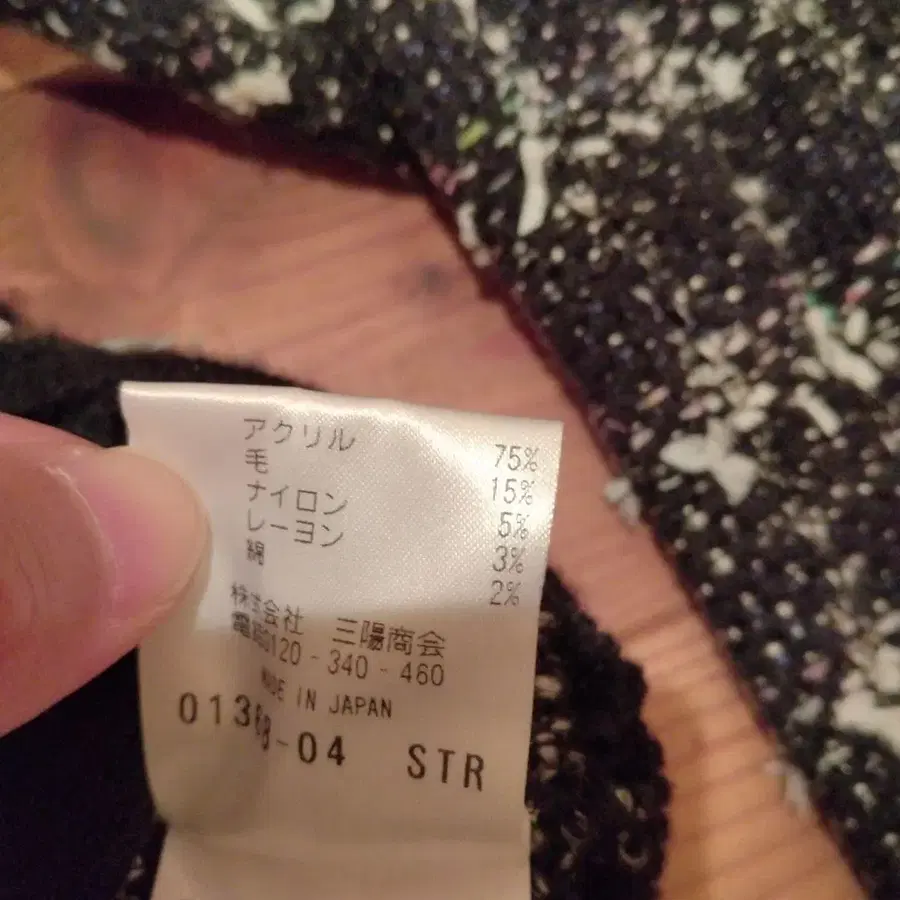 アクリル 75%
毛 15%
ナイロン 5%
レーヨン 3%
綿 2%
株式会社 三陽商会
電話0120-340-460
MADE IN JAPAN
-04 STR